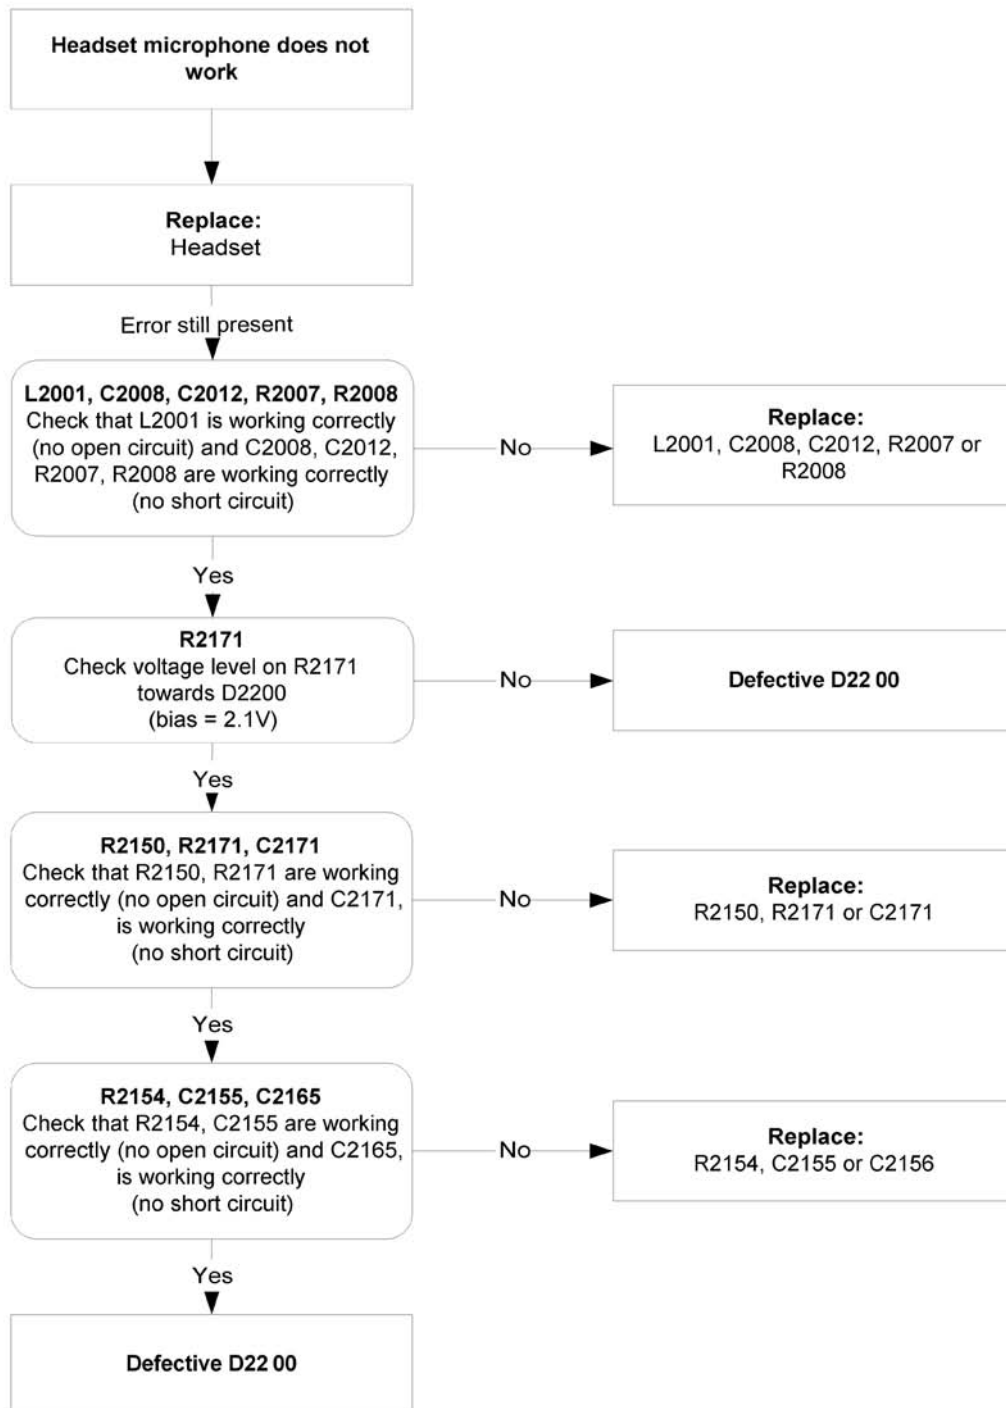 Headset microphone does not
work
Replace:
Headset
Error still present
L2001, C2008, C2012, R2007, R2008
Check that L2001 is working correctly
(no open circuit) and C2008, C2012,
R2007, R2008 are working correctly
(no short circuit)
No
Replace:
L2001, C2008, C2012, R2007 or
R2008
Yes
R2171
Check voltage level on R2171
towards D2200
(bias = 2.1V)
No
Defective D22 00
Yes
R2150, R2171, C2171
Check that R2150, R2171 are working
correctly (no open circuit) and C2171,
is working correctly
(no short circuit)
No
Replace:
R2150, R2171 or C2171
Yes
R2154, C2155, C2165
Check that R2154, C2155 are working
correctly (no open circuit) and C2165,
is working correctly
(no short circuit)
No
Replace:
R2154, C2155 or C2156
Yes
Defective D22 00